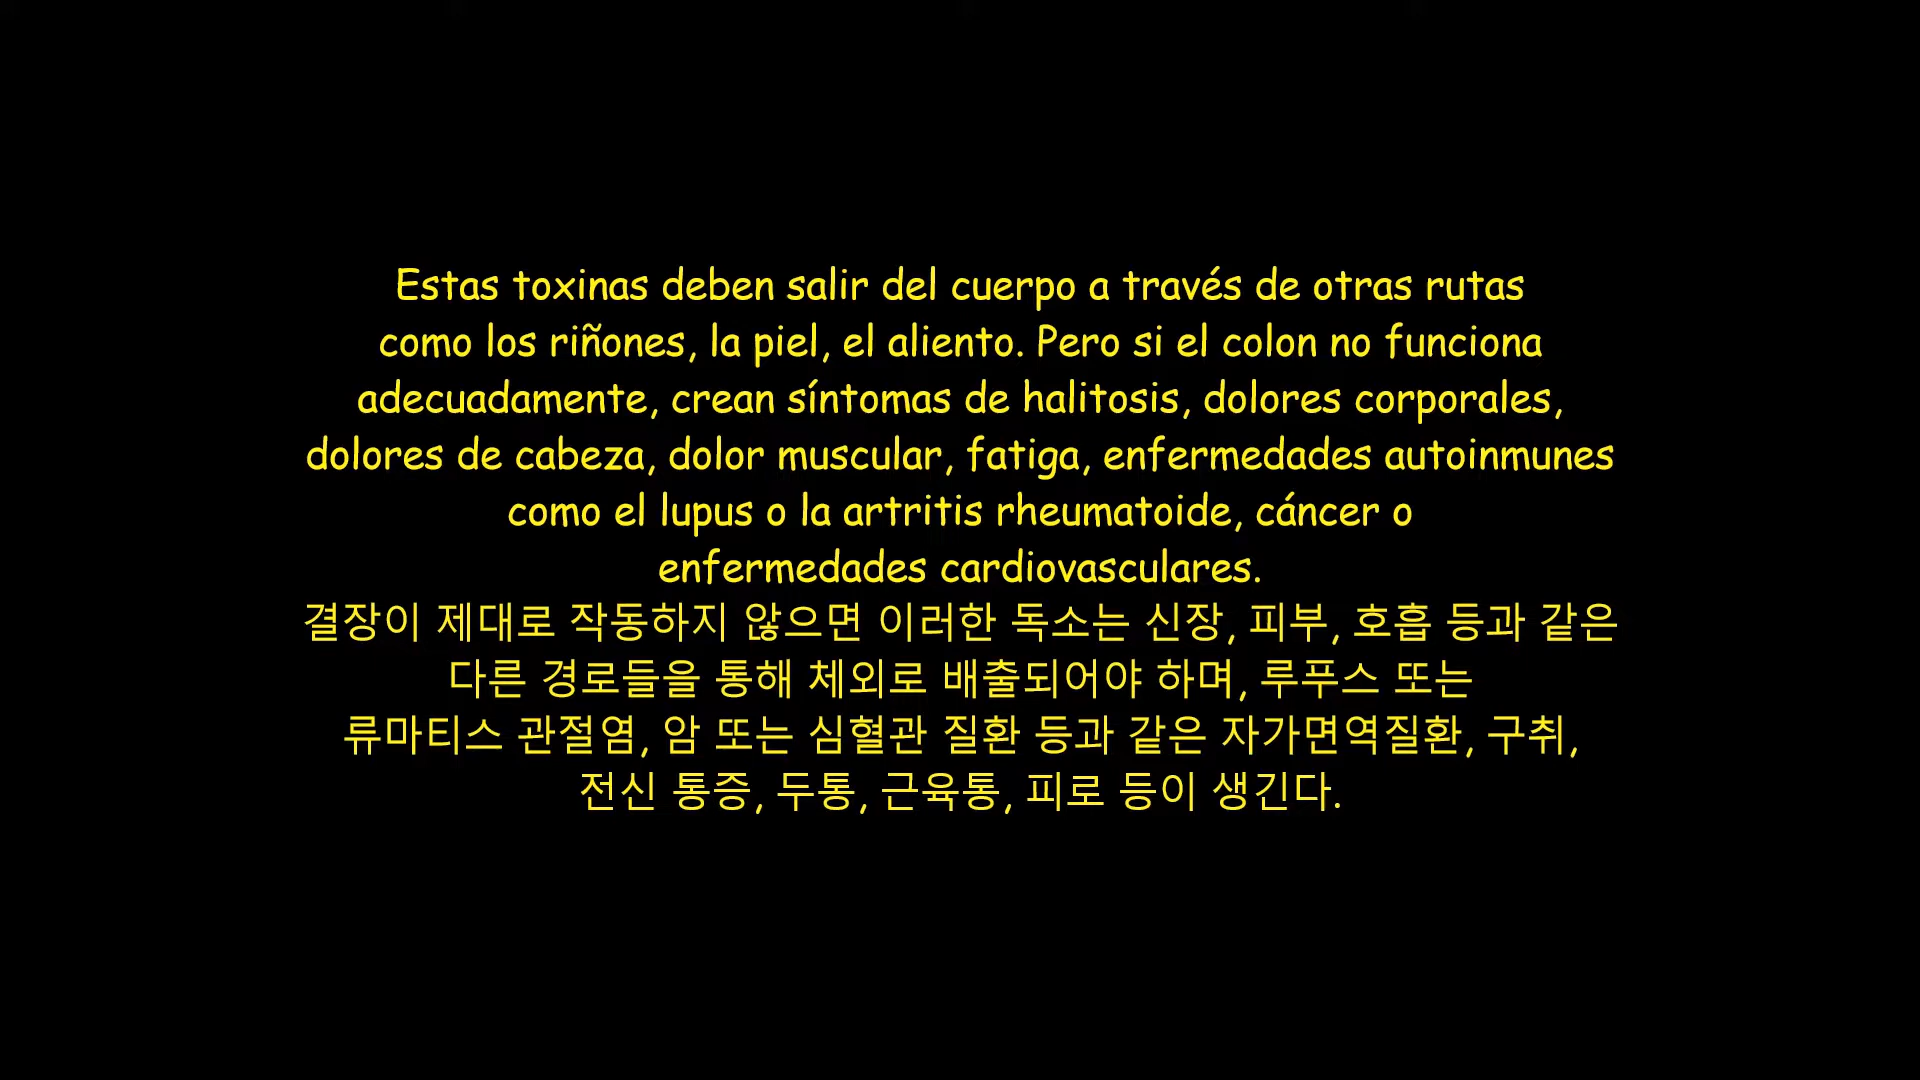 Estas toxinas deben salir del cuerpo a través de otras rutas
como los riñones, la piel, el aliento. Pero si el colon no funciona
adecuadamente, crean síntomas de halitosis, dolores corporales,
dolores de cabeza, dolor muscular, fatiga, enfermedades autoinmunes
como el lupus o la artritis rheumatoide, cáncer o
enfermedades cardiovasculares.
결장이 제대로 작동하지 않으면 이러한 독소는 신장, 피부, 호흡 등과 같은
다른 경로들을 통해 체외로 배출되어야 하며, 루푸스 또는
류마티스 관절염, 암 또는 심혈관 질환 등과 같은 자가면역질환, 구취,
전신 통증, 두통, 근육통, 피로 등이 생긴다.